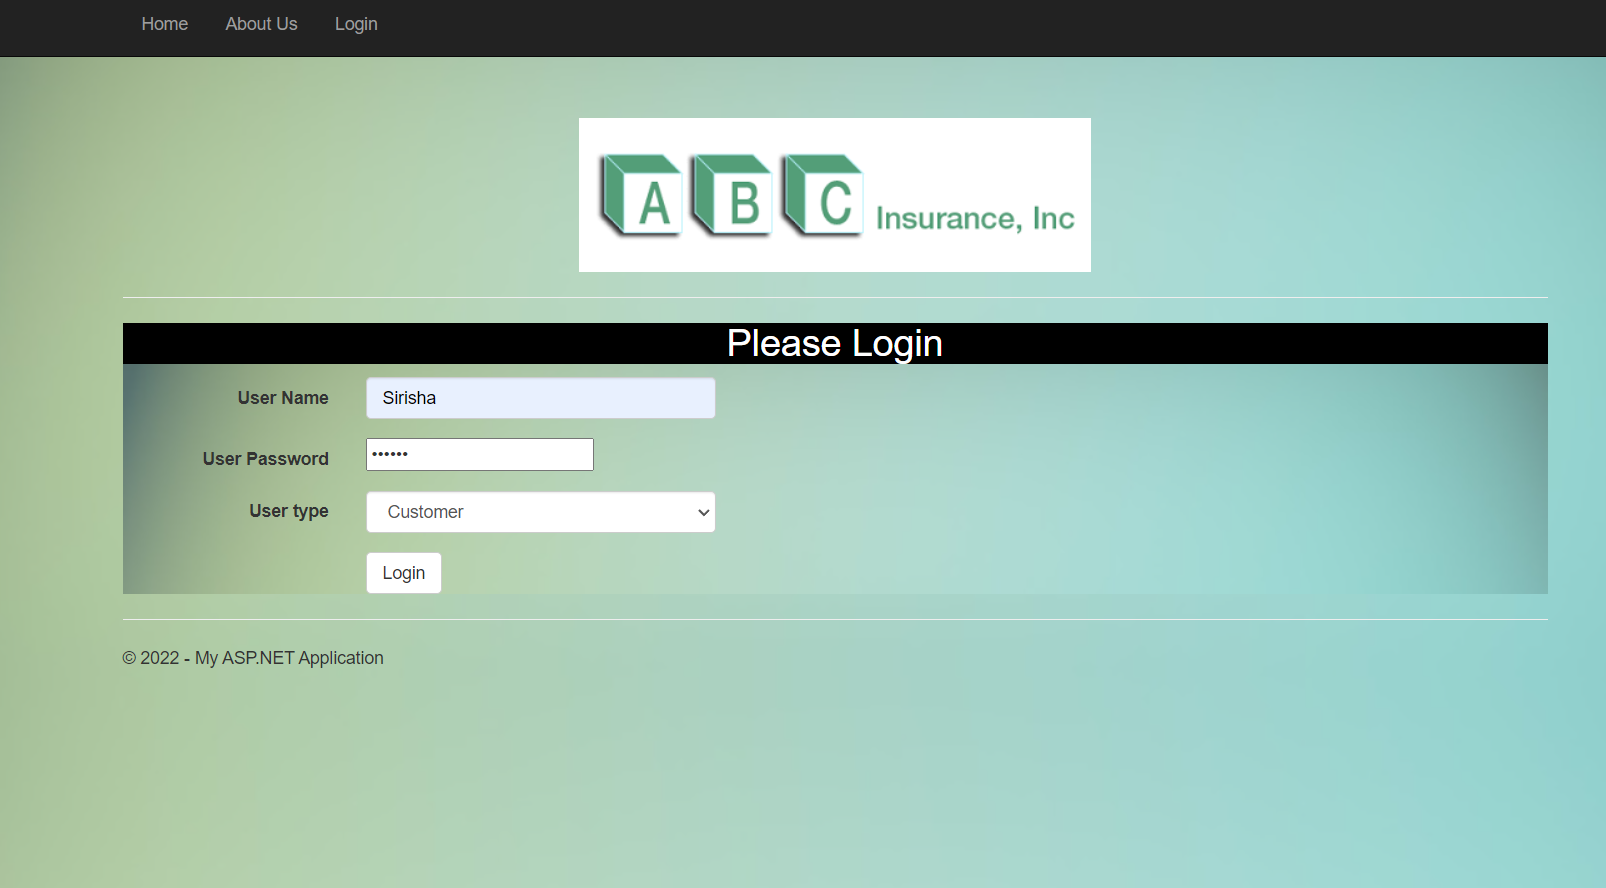 Home About Us Login
A B C Insurance, Inc
Please Login
User Name Sirisha
User Password ••••••
User type Customer
Login
© 2022 - My ASP.NET Application